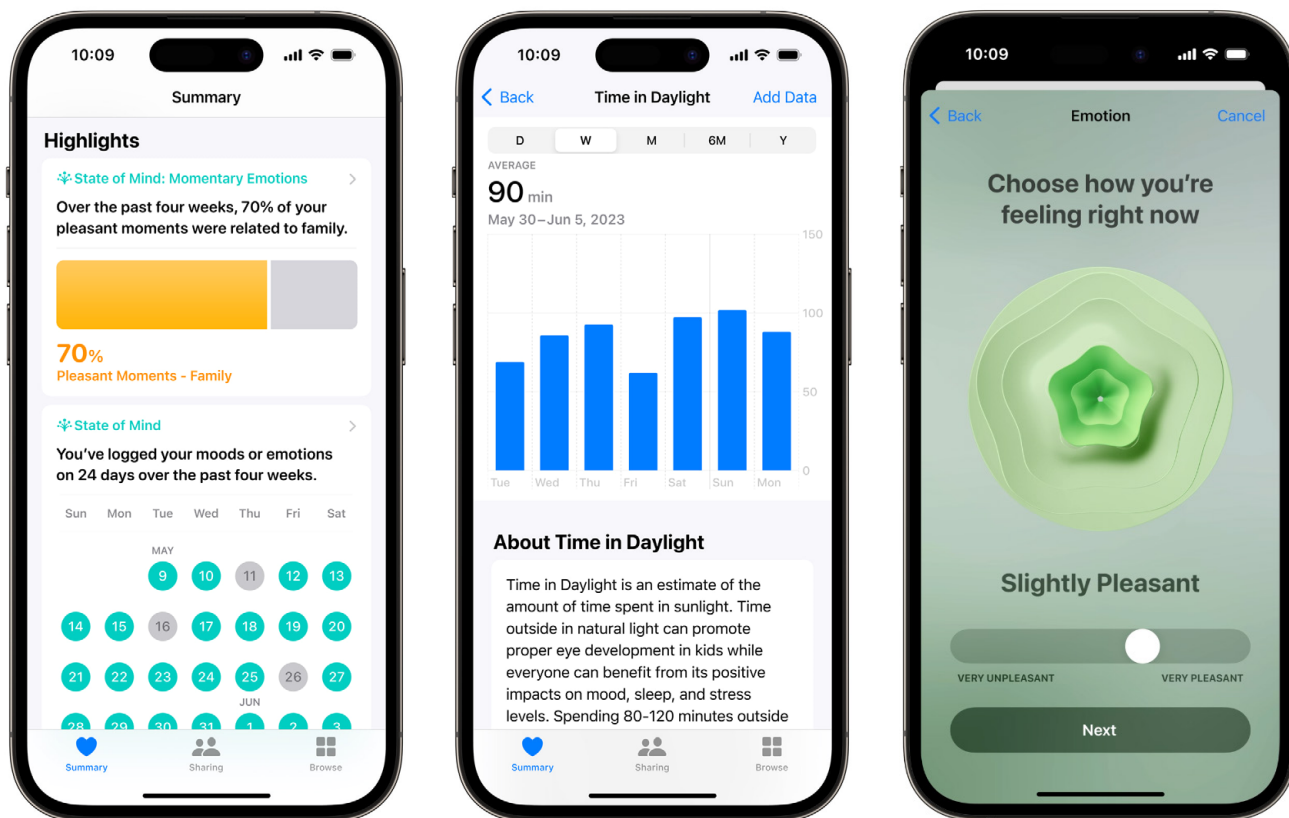 10:09
Summary
Highlights
State of Mind: Momentary Emotions
Over the past four weeks, 70% of your
pleasant moments were related to family.
70%
Pleasant Moments - Family
State of Mind
You've logged your moods or emotions
on 24 days over the past four weeks.
Sun Mon Tue Wed Thu Fri Sat
MAY
9 10 11 12 13
14 15 16 17 18 19 20
21 22 23 24 25 26 27
JUN
28 29 30 31 1 2 3
Summary Sharing Browse
10:09
Back Time in Daylight Add Data
D W M 6M Y
AVERAGE
90 min
May 30–Jun 5, 2023
150
100
50
0
Tue Wed Thu Fri Sat Sun Mon
About Time in Daylight
Time in Daylight is an estimate of the
amount of time spent in sunlight. Time
outside in natural light can promote
proper eye development in kids while
everyone can benefit from its positive
impacts on mood, sleep, and stress
levels. Spending 80-120 minutes outside
Summary Sharing Browse
10:09
Back Emotion Cancel
Choose how you're
feeling right now
Slightly Pleasant
VERY UNPLEASANT VERY PLEASANT
Next